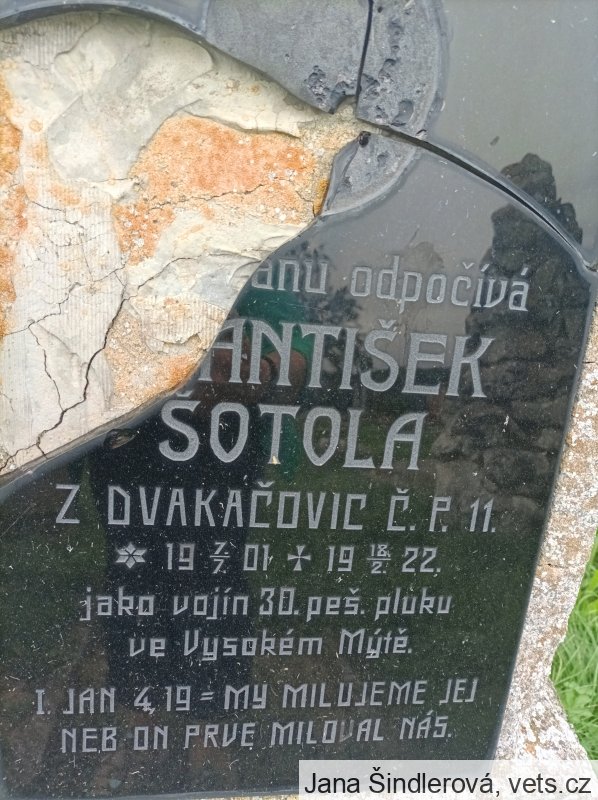 anu odpočívá
ANTIŠEK
ŠOTOLA
Z DVAKAČOVIC Č. P. 11.
* 19 7/7 01 + 19 18/2. 22.
jako vojín 30. peš. pluku
ve Vysokém Mýtě.
I. JAN 4, 19 = MY MILUJEME JEJ
NEB ON PRVĘ MILOVAL NÁS.
Jana Šindlerová, vets.cz